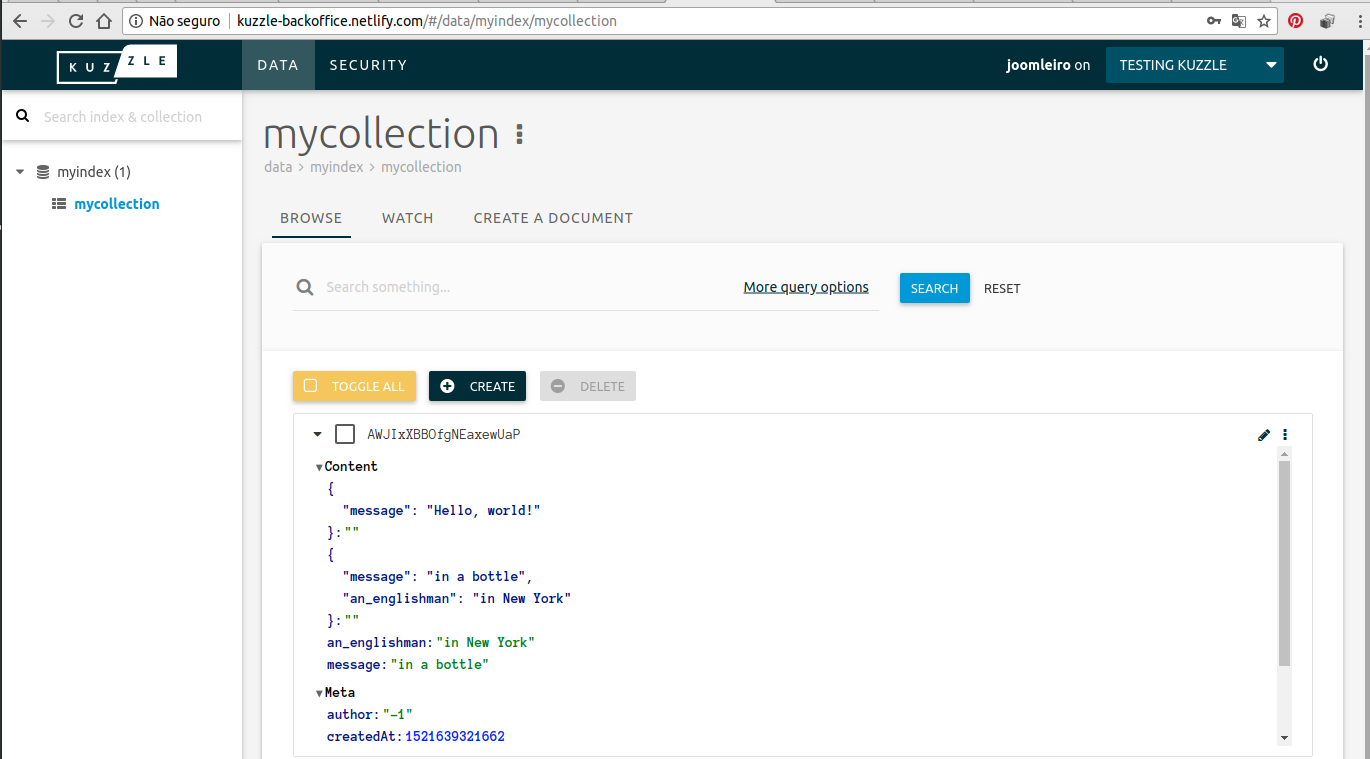 Não seguro | kuzzle-backoffice.netlify.com/#/data/myindex/mycollection
KUZZLE
DATA
SECURITY
joomleiro on
TESTING KUZZLE
Search index & collection
myindex (1)
mycollection
mycollection
data > myindex > mycollection
BROWSE
WATCH
CREATE A DOCUMENT
Search something...
More query options
SEARCH
RESET
TOGGLE ALL
CREATE
DELETE
AWJIxXBBOfgNEaxewUaP
Content
{
"message": "Hello, world!"
}:""
{
"message": "in a bottle",
"an_englishman": "in New York"
}:""
an_englishman:"in New York"
message:"in a bottle"
Meta
author:"-1"
createdAt:1521639321662